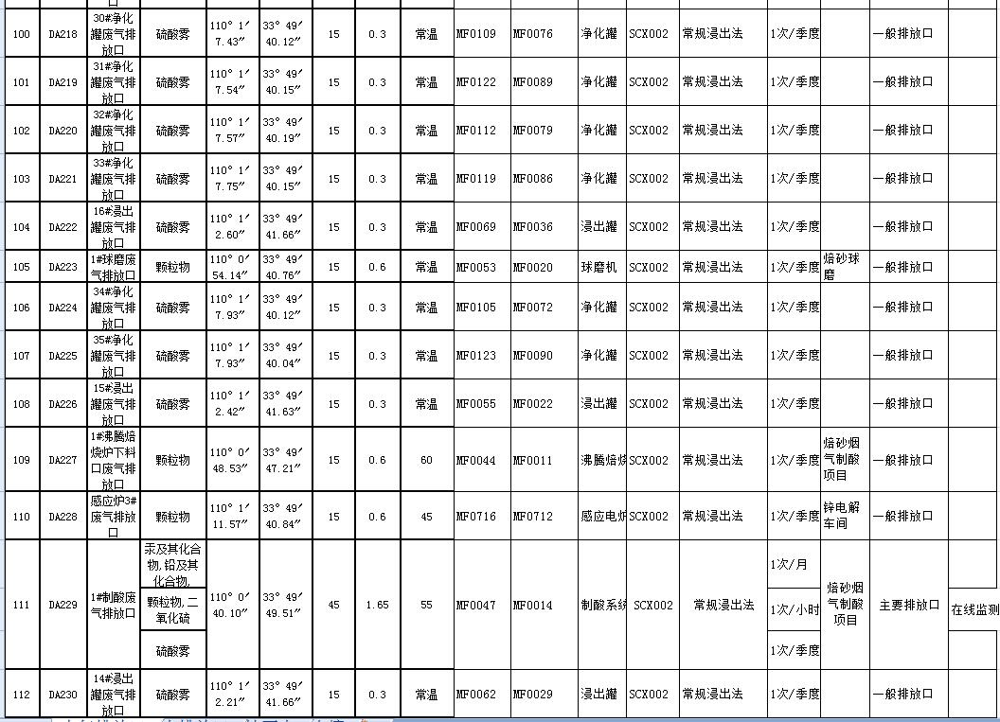 口
100 DA218 30#净化罐废气排放口 硫酸雾 110° 1′ 7.43″ 33° 49′ 40.12″ 15 0.3 常温 MF0109 MF0076 净化罐 SCX002 常规浸出法 1次/季度 一般排放口
101 DA219 31#净化罐废气排放口 硫酸雾 110° 1′ 7.54″ 33° 49′ 40.15″ 15 0.3 常温 MF0122 MF0089 净化罐 SCX002 常规浸出法 1次/季度 一般排放口
102 DA220 32#净化罐废气排放口 硫酸雾 110° 1′ 7.57″ 33° 49′ 40.19″ 15 0.3 常温 MF0112 MF0079 净化罐 SCX002 常规浸出法 1次/季度 一般排放口
103 DA221 33#净化罐废气排放口 硫酸雾 110° 1′ 7.75″ 33° 49′ 40.15″ 15 0.3 常温 MF0119 MF0086 净化罐 SCX002 常规浸出法 1次/季度 一般排放口
104 DA222 16#浸出罐废气排放口 硫酸雾 110° 1′ 2.60″ 33° 49′ 41.66″ 15 0.3 常温 MF0069 MF0036 浸出罐 SCX002 常规浸出法 1次/季度 一般排放口
105 DA223 1#球磨废气排放口 颗粒物 110° 0′ 54.14″ 33° 49′ 40.76″ 15 0.6 常温 MF0053 MF0020 球磨机 SCX002 常规浸出法 1次/季度 焙砂球磨 一般排放口
106 DA224 34#净化罐废气排放口 硫酸雾 110° 1′ 7.93″ 33° 49′ 40.12″ 15 0.3 常温 MF0105 MF0072 净化罐 SCX002 常规浸出法 1次/季度 一般排放口
107 DA225 35#净化罐废气排放口 硫酸雾 110° 1′ 7.93″ 33° 49′ 40.04″ 15 0.3 常温 MF0123 MF0090 净化罐 SCX002 常规浸出法 1次/季度 一般排放口
108 DA226 15#浸出罐废气排放口 硫酸雾 110° 1′ 2.42″ 33° 49′ 41.63″ 15 0.3 常温 MF0055 MF0022 浸出罐 SCX002 常规浸出法 1次/季度 一般排放口
109 DA227 1#沸腾焙烧炉下料口废气排放口 颗粒物 110° 0′ 48.53″ 33° 49′ 47.21″ 15 0.6 60 MF0044 MF0011 沸腾焙烧 SCX002 常规浸出法 1次/季度 焙砂烟气制酸项目 一般排放口
110 DA228 感应炉3#废气排放口 颗粒物 110° 1′ 11.57″ 33° 49′ 40.84″ 15 0.6 45 MF0716 MF0712 感应电炉 SCX002 常规浸出法 1次/季度 锌电解车间 一般排放口
111 DA229 1#制酸废气排放口 汞及其化合物,铅及其化合物, 110° 0′ 40.10″ 33° 49′ 49.51″ 45 1.65 55 MF0047 MF0014 制酸系统 SCX002 常规浸出法 1次/月 焙砂烟气制酸项目 主要排放口
颗粒物,二氧化硫 1次/小时 在线监测
硫酸雾 1次/季度
112 DA230 14#浸出罐废气排放口 硫酸雾 110° 1′ 2.21″ 33° 49′ 41.66″ 15 0.3 常温 MF0062 MF0029 浸出罐 SCX002 常规浸出法 1次/季度 一般排放口